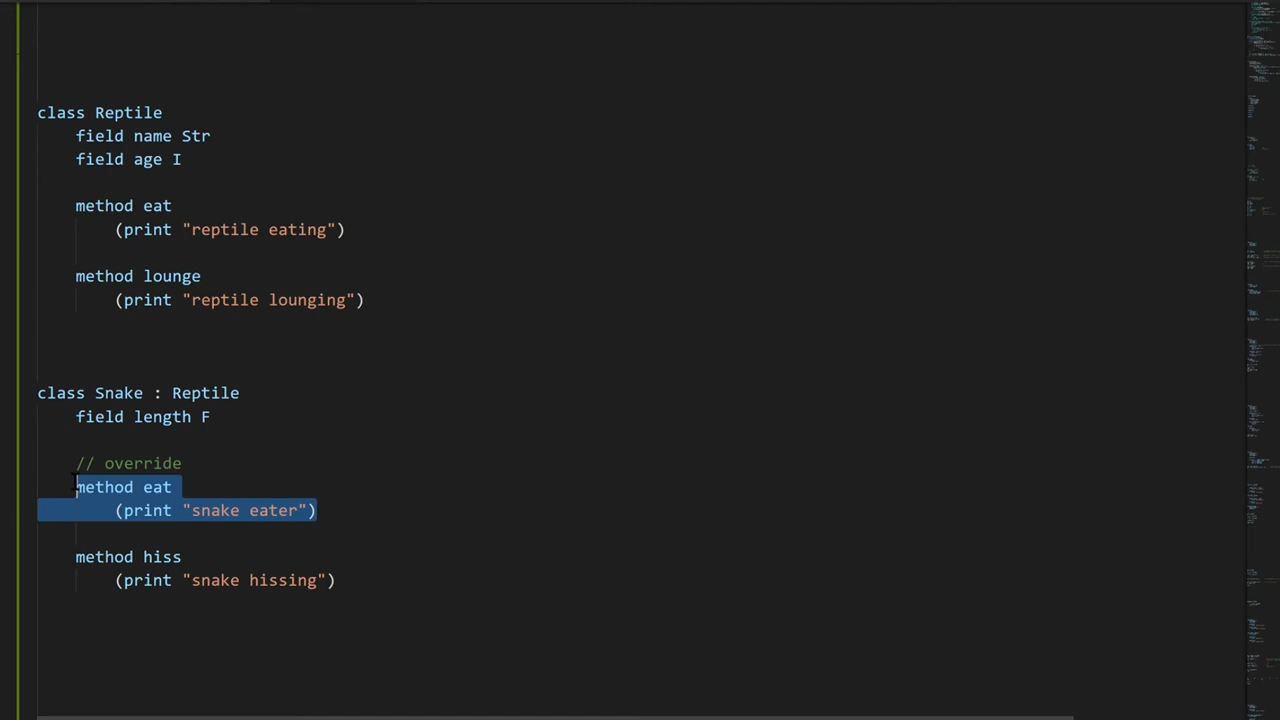 class Reptile
field name Str
field age I
method eat
(print "reptile eating")
method lounge
(print "reptile lounging")
class Snake : Reptile
field length F
// override
method eat
(print "snake eater")
method hiss
(print "snake hissing")